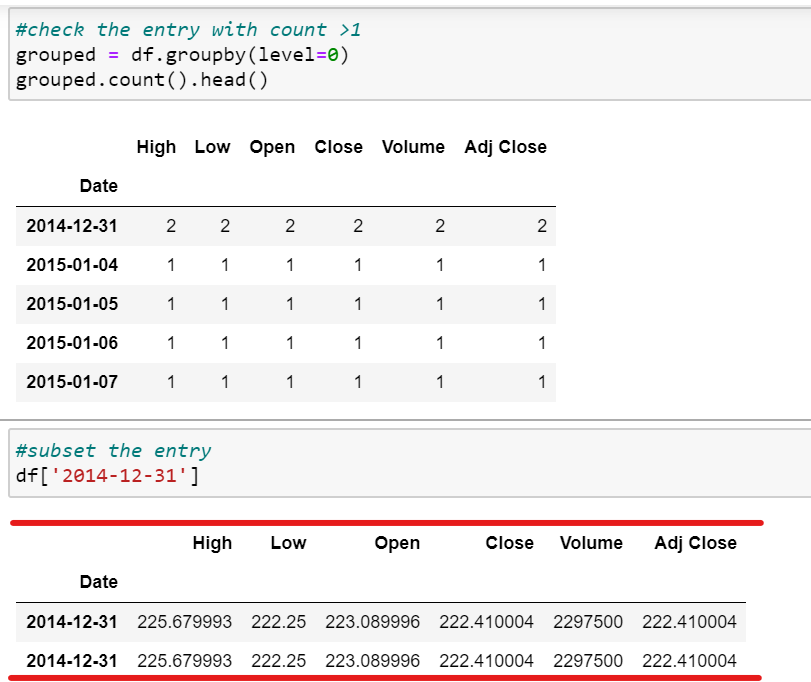 #check the entry with count >1
grouped = df.groupby(level=0)
grouped.count().head()
High Low Open Close Volume Adj Close
Date
2014-12-31 2 2 2 2 2 2
2015-01-04 1 1 1 1 1 1
2015-01-05 1 1 1 1 1 1
2015-01-06 1 1 1 1 1 1
2015-01-07 1 1 1 1 1 1
#subset the entry
df['2014-12-31']
High Low Open Close Volume Adj Close
Date
2014-12-31 225.679993 222.25 223.089996 222.410004 2297500 222.410004
2014-12-31 225.679993 222.25 223.089996 222.410004 2297500 222.410004